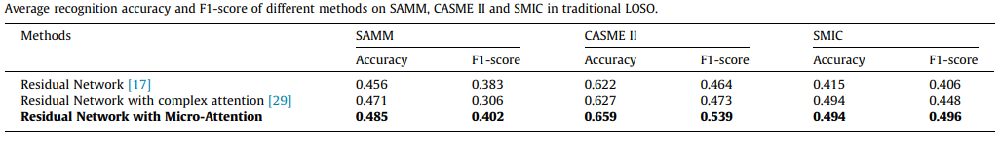 Average recognition accuracy and F1-score of different methods on SAMM, CASME II and SMIC in traditional LOSO.
Methods SAMM CASME II SMIC
Accuracy F1-score Accuracy F1-score Accuracy F1-score
Residual Network [17] 0.456 0.383 0.622 0.464 0.415 0.406
Residual Network with complex attention [29] 0.471 0.306 0.627 0.473 0.494 0.448
Residual Network with Micro-Attention 0.485 0.402 0.659 0.539 0.494 0.496